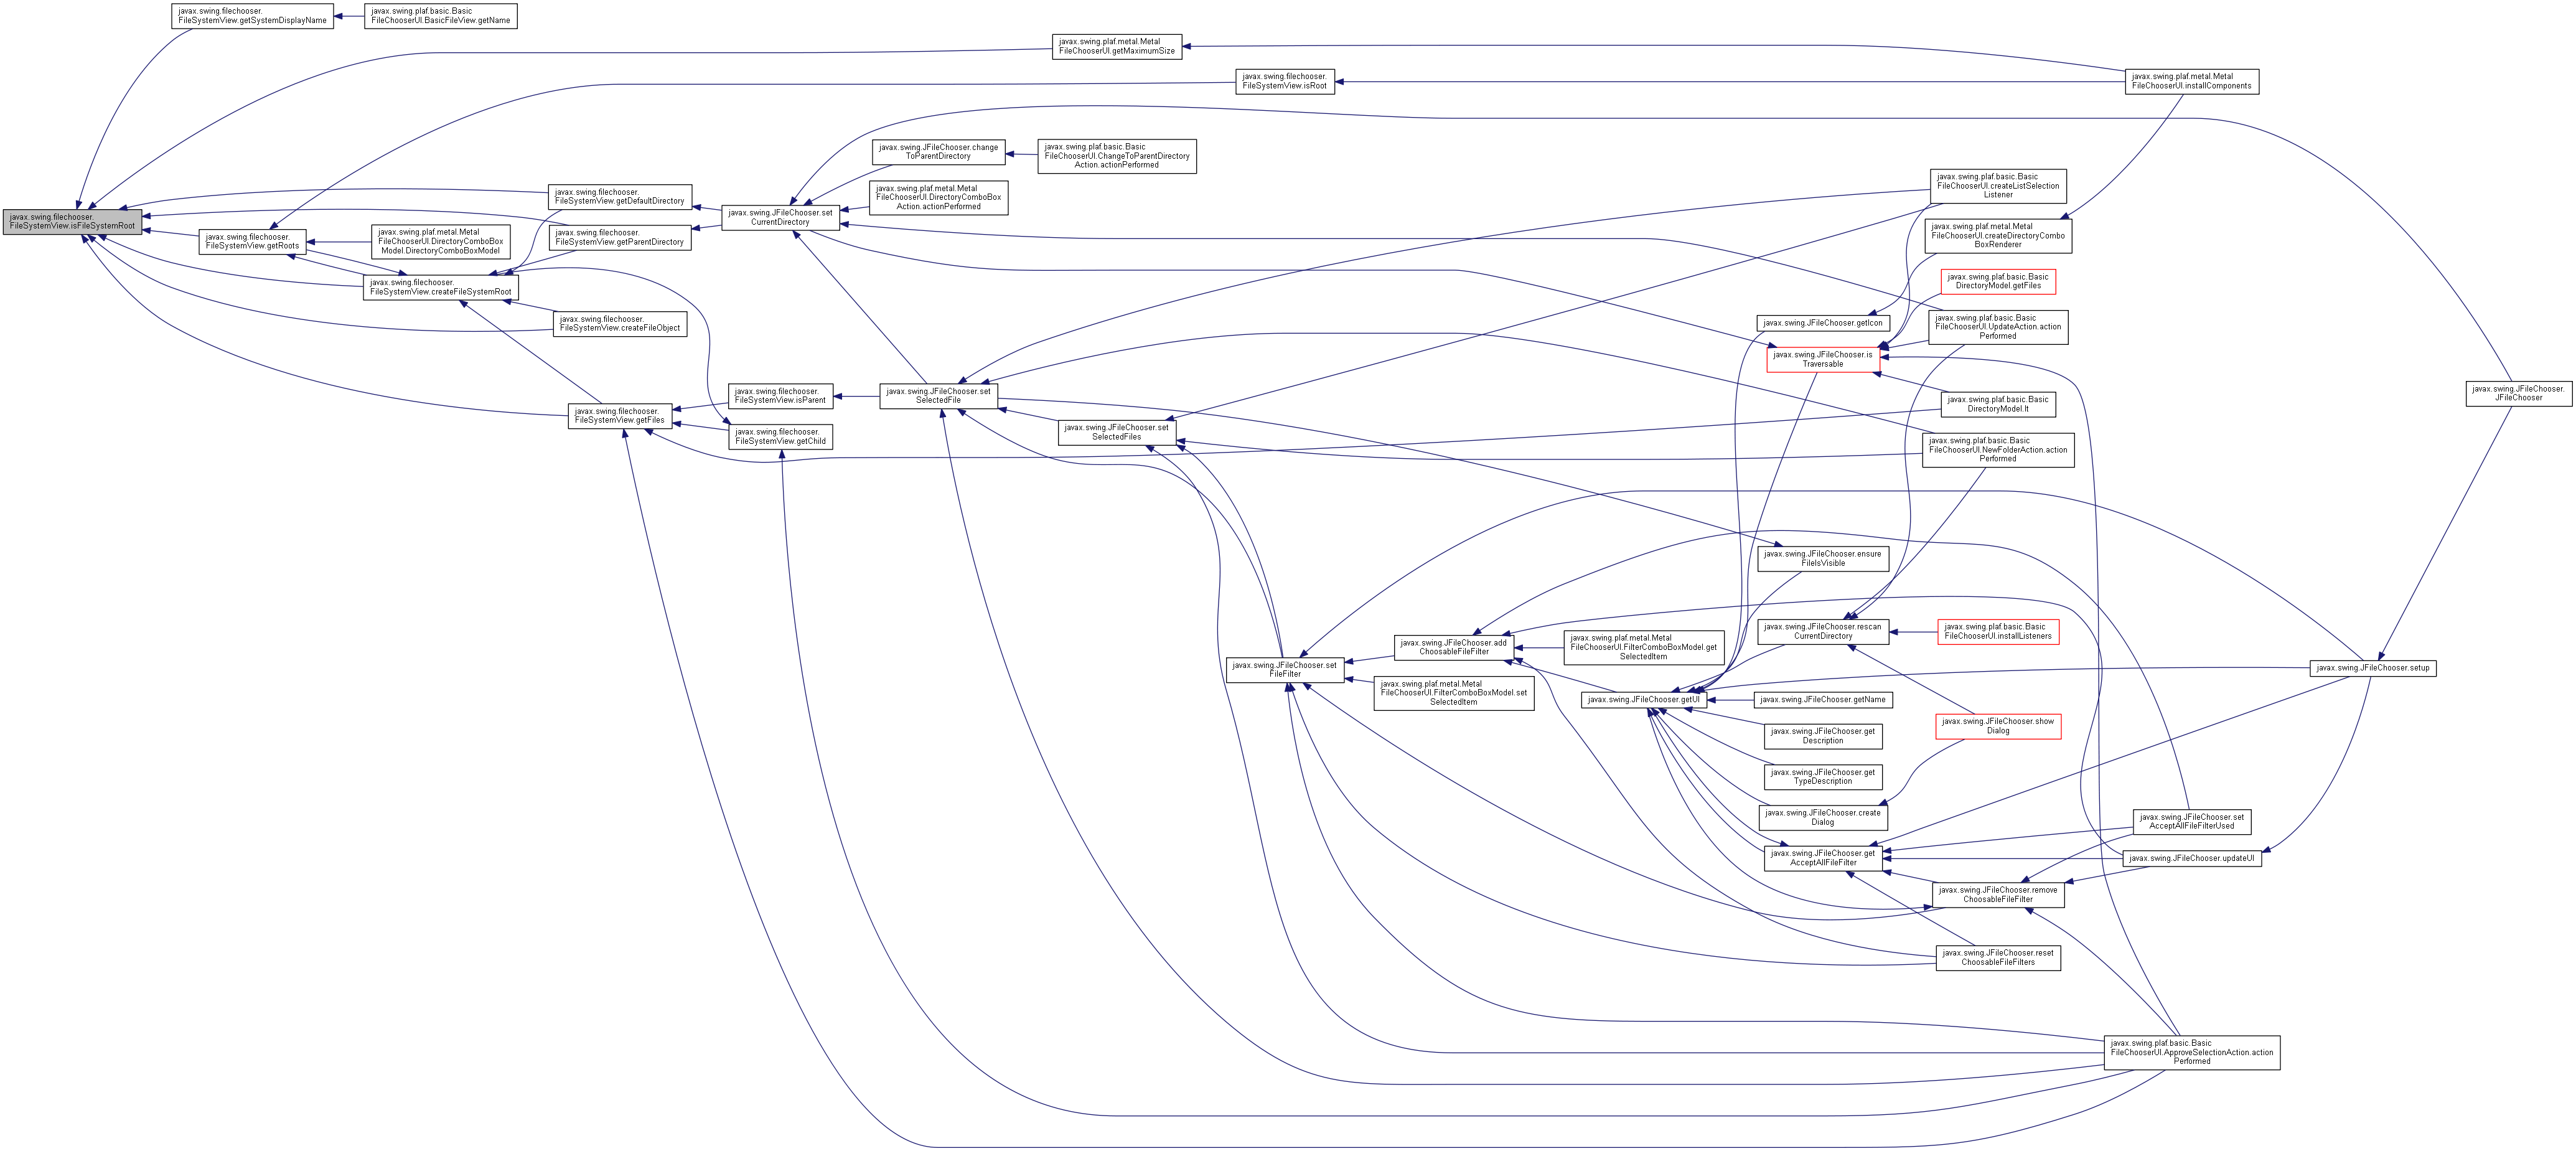 javax.swing.filechooser.
FileSystemView.getSystemDisplayName
javax.swing.plaf.basic.Basic
FileChooserUI.BasicFileView.getName
javax.swing.plaf.metal.Metal
FileChooserUI.getMaximumSize
javax.swing.filechooser.
FileSystemView.isRoot
javax.swing.plaf.metal.Metal
FileChooserUI.installComponents
javax.swing.JFileChooser.change
ToParentDirectory
javax.swing.plaf.basic.Basic
FileChooserUI.ChangeToParentDirectory
Action.actionPerformed
javax.swing.plaf.metal.Metal
FileChooserUI.DirectoryComboBox
Action.actionPerformed
javax.swing.plaf.basic.Basic
FileChooserUI.createListSelection
Listener
javax.swing.filechooser.
FileSystemView.isFileSystemRoot
javax.swing.filechooser.
FileSystemView.getDefaultDirectory
javax.swing.JFileChooser.set
CurrentDirectory
javax.swing.filechooser.
FileSystemView.getRoots
javax.swing.plaf.metal.Metal
FileChooserUI.DirectoryComboBox
Model.DirectoryComboBoxModel
javax.swing.filechooser.
FileSystemView.getParentDirectory
javax.swing.plaf.metal.Metal
FileChooserUI.createDirectoryCombo
BoxRenderer
javax.swing.filechooser.
FileSystemView.createFileSystemRoot
javax.swing.plaf.basic.Basic
DirectoryModel.getFiles
javax.swing.filechooser.
FileSystemView.createFileObject
javax.swing.JFileChooser.getIcon
javax.swing.plaf.basic.Basic
FileChooserUI.UpdateAction.action
Performed
javax.swing.JFileChooser.is
Traversable
javax.swing.filechooser.
FileSystemView.isParent
javax.swing.JFileChooser.set
SelectedFile
javax.swing.JFileChooser.
JFileChooser
javax.swing.filechooser.
FileSystemView.getFiles
javax.swing.plaf.basic.Basic
DirectoryModel.lt
javax.swing.filechooser.
FileSystemView.getChild
javax.swing.JFileChooser.set
SelectedFiles
javax.swing.plaf.basic.Basic
FileChooserUI.NewFolderAction.action
Performed
javax.swing.JFileChooser.ensure
FileIsVisible
javax.swing.JFileChooser.rescan
CurrentDirectory
javax.swing.plaf.basic.Basic
FileChooserUI.installListeners
javax.swing.JFileChooser.add
ChoosableFileFilter
javax.swing.plaf.metal.Metal
FileChooserUI.FilterComboBoxModel.get
SelectedItem
javax.swing.JFileChooser.set
FileFilter
javax.swing.JFileChooser.setup
javax.swing.plaf.metal.Metal
FileChooserUI.FilterComboBoxModel.set
SelectedItem
javax.swing.JFileChooser.getUI
javax.swing.JFileChooser.getName
javax.swing.JFileChooser.get
Description
javax.swing.JFileChooser.show
Dialog
javax.swing.JFileChooser.get
TypeDescription
javax.swing.JFileChooser.create
Dialog
javax.swing.JFileChooser.set
AcceptAllFileFilterUsed
javax.swing.JFileChooser.get
AcceptAllFileFilter
javax.swing.JFileChooser.updateUI
javax.swing.JFileChooser.remove
ChoosableFileFilter
javax.swing.JFileChooser.reset
ChoosableFileFilters
javax.swing.plaf.basic.Basic
FileChooserUI.ApproveSelectionAction.action
Performed